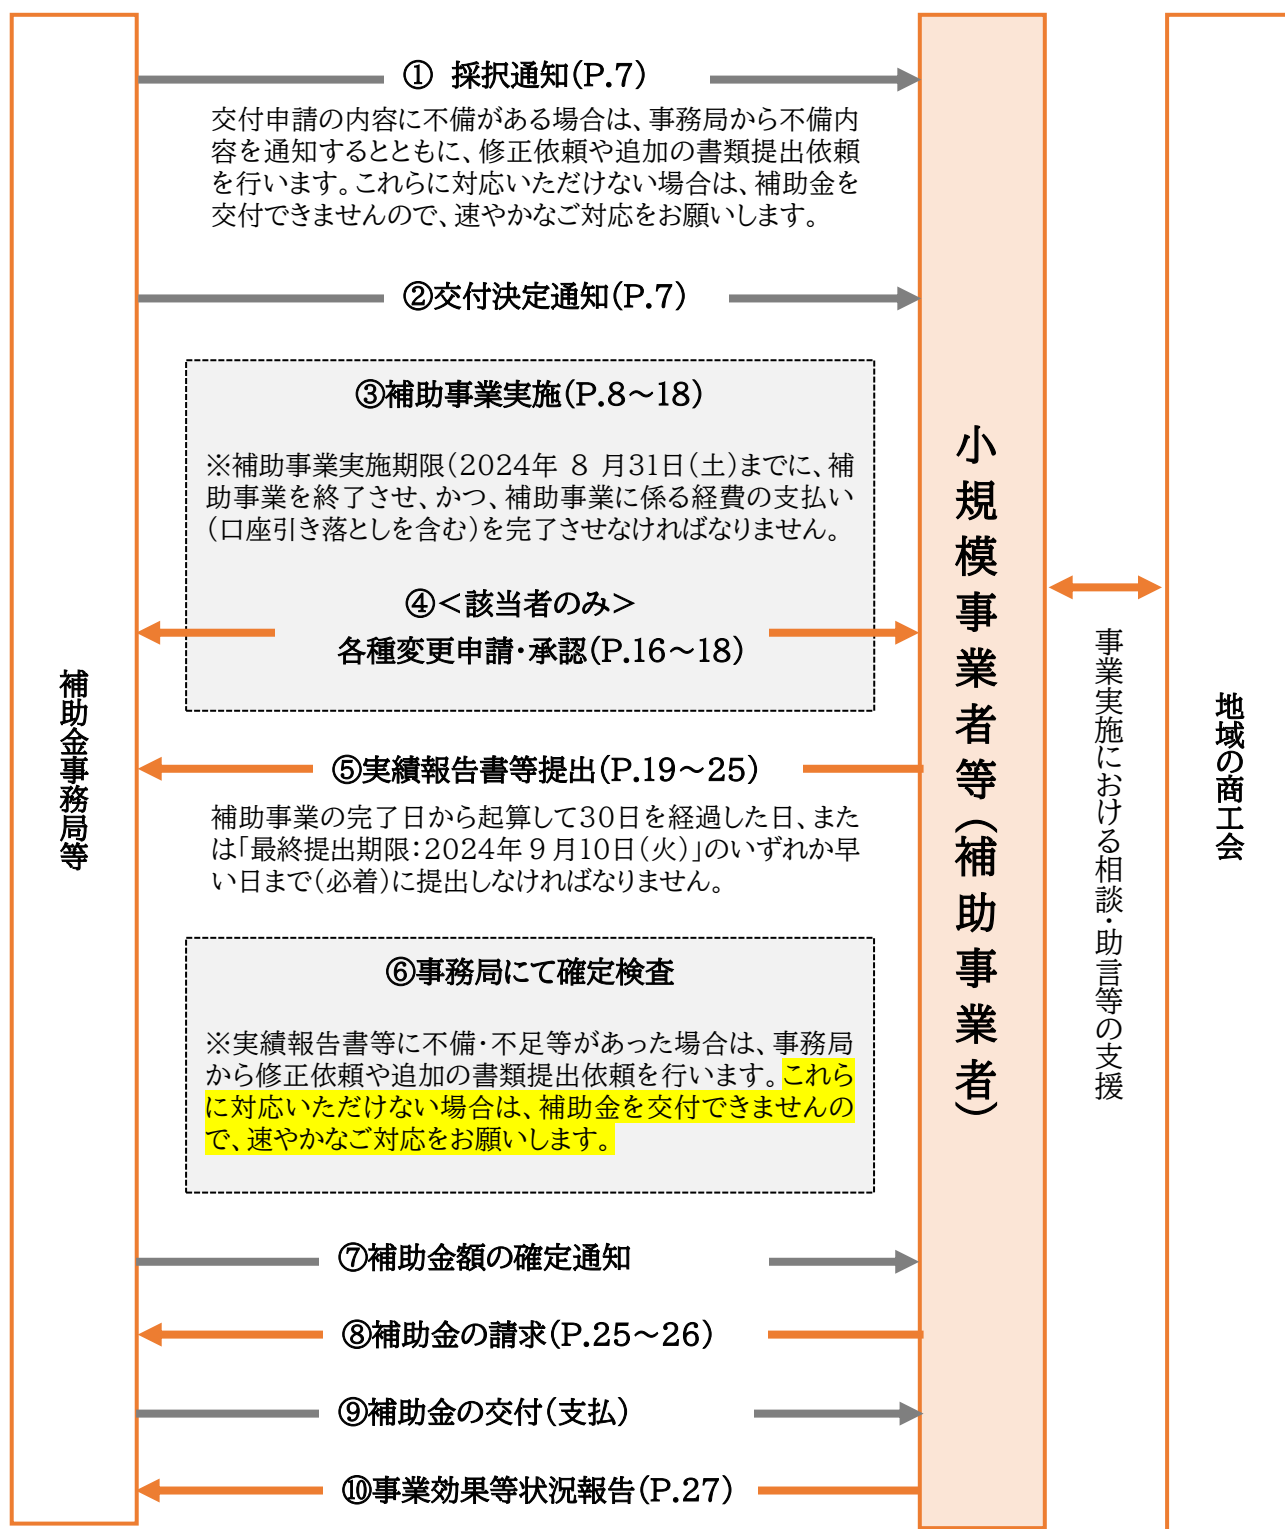 ① 採択通知(P.7)
交付申請の内容に不備がある場合は、事務局から不備内
容を通知するとともに、修正依頼や追加の書類提出依頼
を行います。これらに対応いただけない場合は、補助金を
交付できませんので、速やかなご対応をお願いします。
②交付決定通知(P.7)
③補助事業実施(P.8～18)
※補助事業実施期限(2024年 8 月31日(土)までに、補
助事業を終了させ、かつ、補助事業に係る経費の支払い
(口座引き落としを含む)を完了させなければなりません。
④＜該当者のみ＞
各種変更申請・承認(P.16～18)
⑤実績報告書等提出(P.19～25)
補助事業の完了日から起算して30日を経過した日、また
は「最終提出期限：2024年 9 月10日(火)」のいずれか早
い日まで(必着)に提出しなければなりません。
⑥事務局にて確定検査
※実績報告書等に不備・不足等があった場合は、事務局
から修正依頼や追加の書類提出依頼を行います。これら
に対応いただけない場合は、補助金を交付できませんの
で、速やかなご対応をお願いします。
⑦補助金額の確定通知
⑧補助金の請求(P.25～26)
⑨補助金の交付(支払)
⑩事業効果等状況報告(P.27)
補助金事務局等
小規模事業者等(補助事業者)
事業実施における相談・助言等の支援
地域の商工会